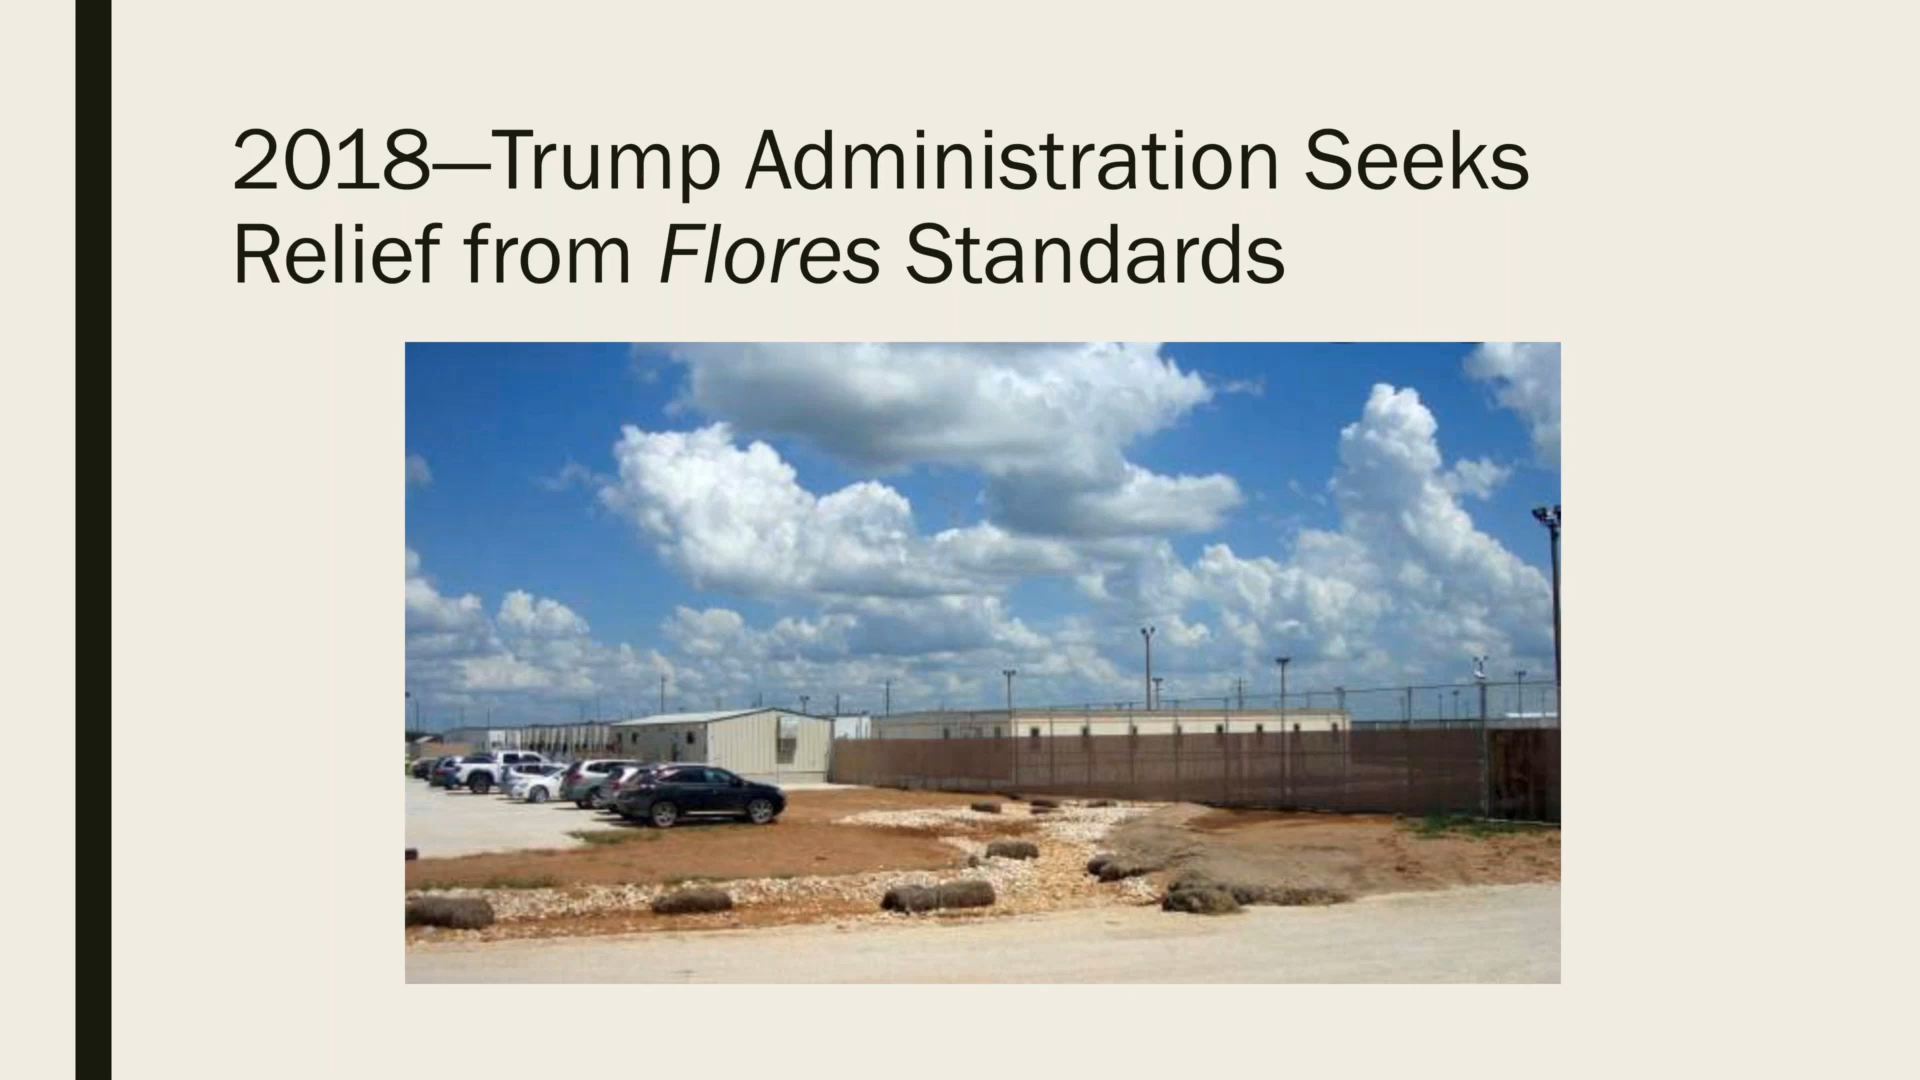 2018—Trump Administration Seeks
Relief from Flores Standards